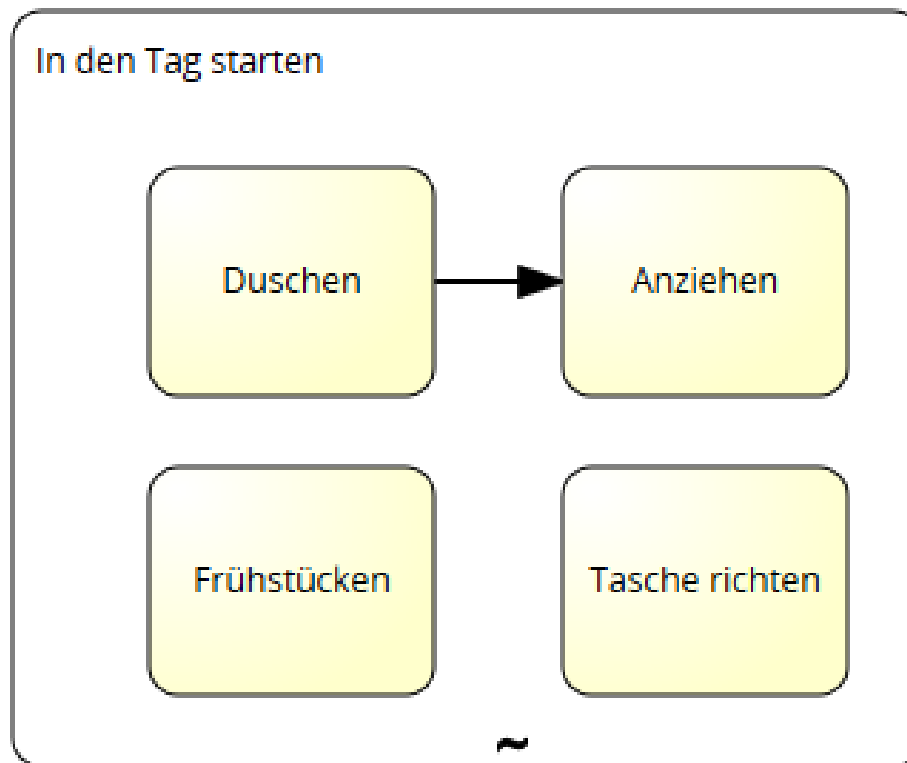 In den Tag starten
Duschen
Anziehen
Frühstücken
Tasche richten
~